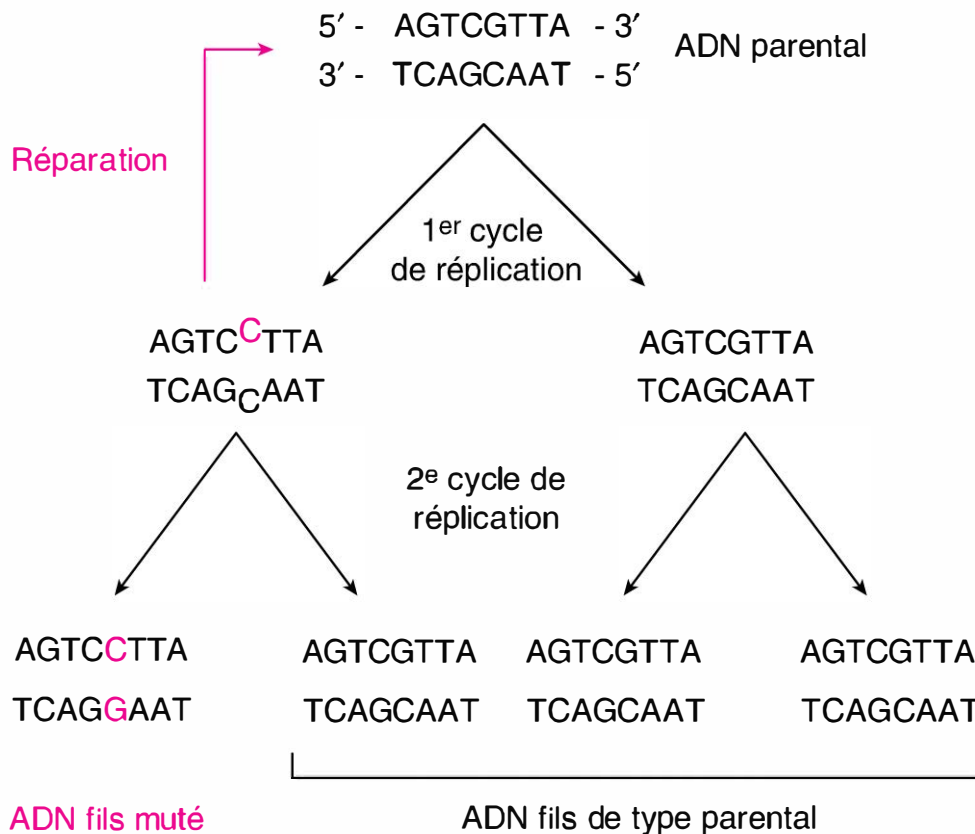 5′ - AGTCGTTA - 3′
ADN parental
3′ - TCAGCAAT - 5′
Réparation
1er cycle
de réplication
AGTCCTTA
TCAGCAAT
AGTCGTTA
TCAGCAAT
2e cycle de
réplication
AGTCCTTA
TCAGGAAT
AGTCGTTA
TCAGCAAT
AGTCGTTA
TCAGCAAT
AGTCGTTA
TCAGCAAT
ADN fils muté
ADN fils de type parental